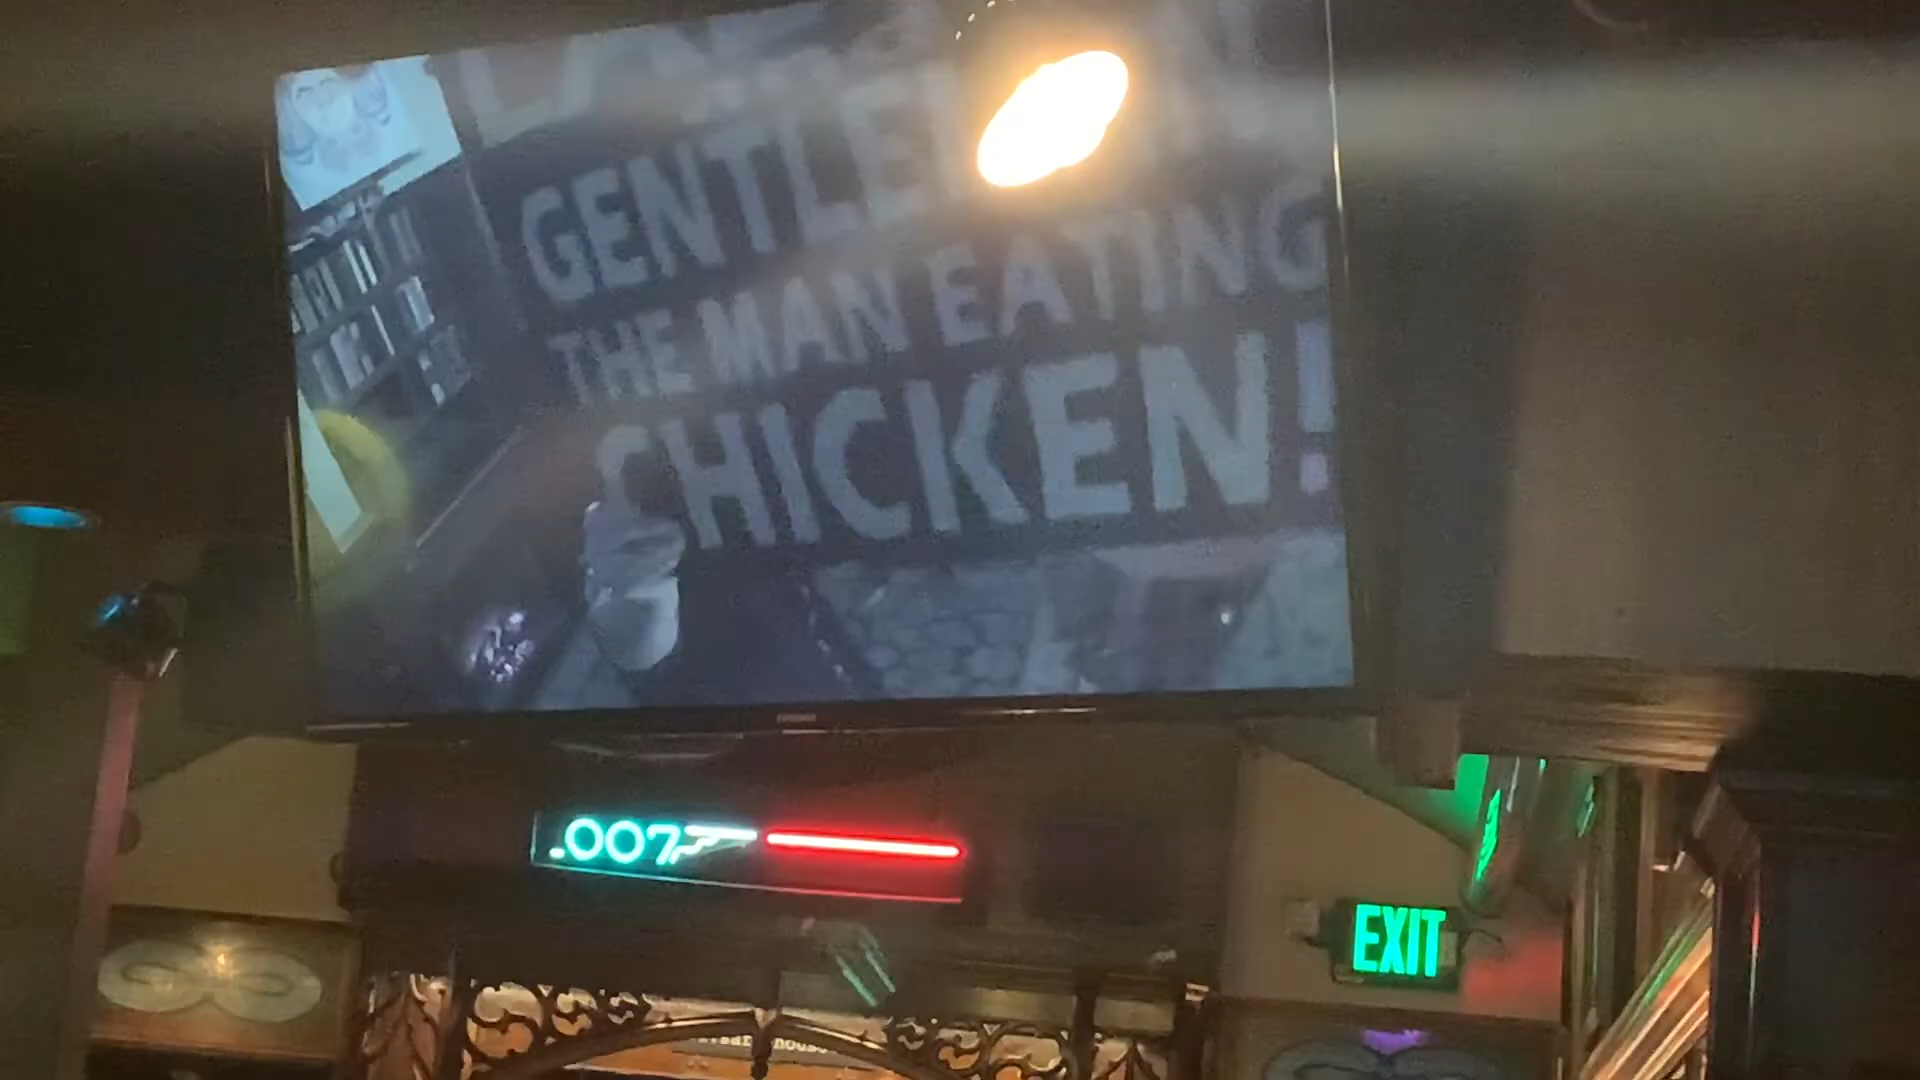 GENTLE
THE MAN EATING
CHICKEN!
.007
EXIT